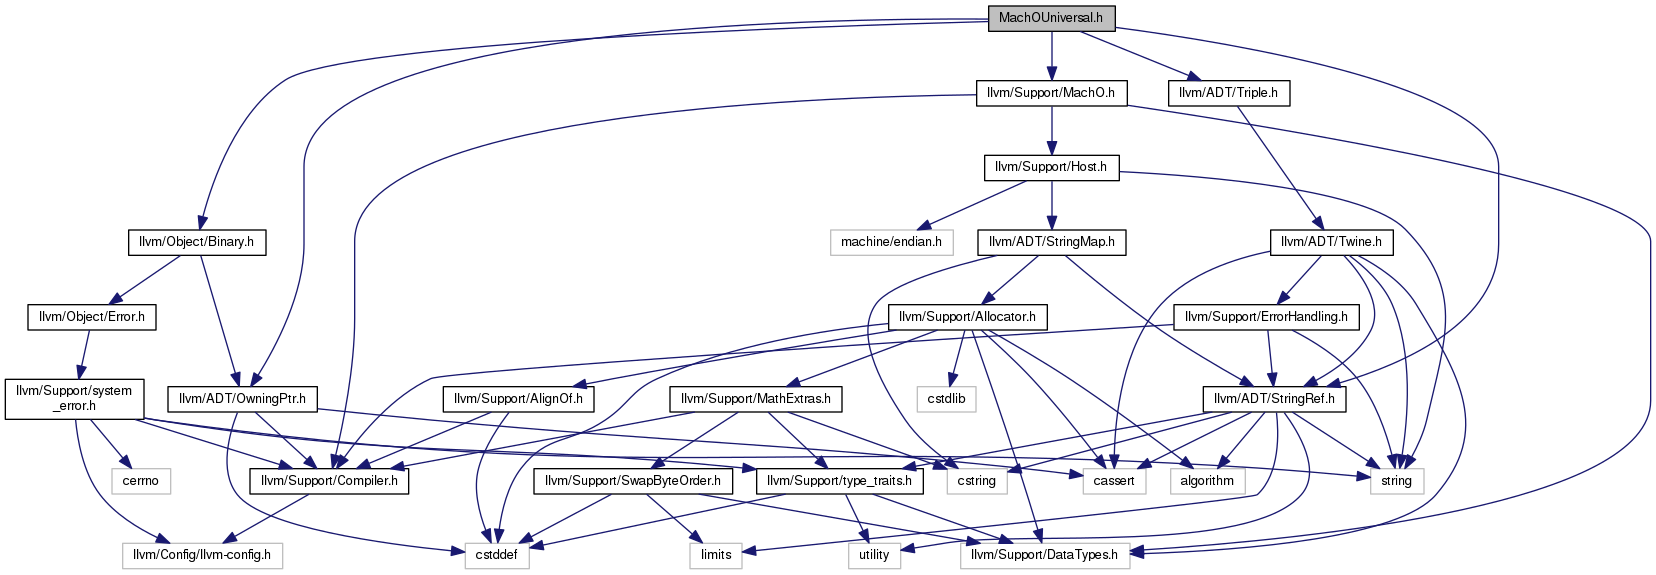 MachOUniversal.h
llvm/Support/MachO.h
llvm/ADT/Triple.h
llvm/Support/Host.h
llvm/Object/Binary.h
machine/endian.h
llvm/ADT/StringMap.h
llvm/ADT/Twine.h
llvm/Object/Error.h
llvm/Support/Allocator.h
llvm/Support/ErrorHandling.h
llvm/Support/system
_error.h
llvm/ADT/OwningPtr.h
llvm/Support/AlignOf.h
llvm/Support/MathExtras.h
cstdlib
llvm/ADT/StringRef.h
cerrno
llvm/Support/Compiler.h
llvm/Support/SwapByteOrder.h
llvm/Support/type_traits.h
cstring
cassert
algorithm
string
llvm/Config/llvm-config.h
cstddef
limits
utility
llvm/Support/DataTypes.h